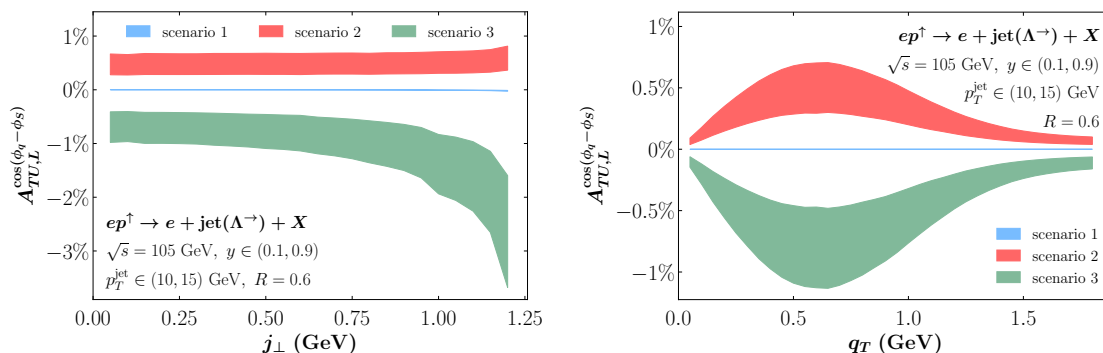 scenario 1 scenario 2 scenario 3
1%
0%
−1%
−2%
−3%
A_{TU,L}^{cos(ϕ_q−ϕ_S)}
ep^↑ → e + jet(Λ^→) + X
√s = 105 GeV, y ∈ (0.1, 0.9)
p_T^{jet} ∈ (10, 15) GeV, R = 0.6
0.00 0.25 0.50 0.75 1.00 1.25
j_⊥ (GeV)
ep^↑ → e + jet(Λ^→) + X
√s = 105 GeV, y ∈ (0.1, 0.9)
p_T^{jet} ∈ (10, 15) GeV
R = 0.6
1%
0.5%
0%
−0.5%
−1%
A_{TU,L}^{cos(ϕ_q−ϕ_S)}
scenario 1
scenario 2
scenario 3
0.0 0.5 1.0 1.5
q_T (GeV)